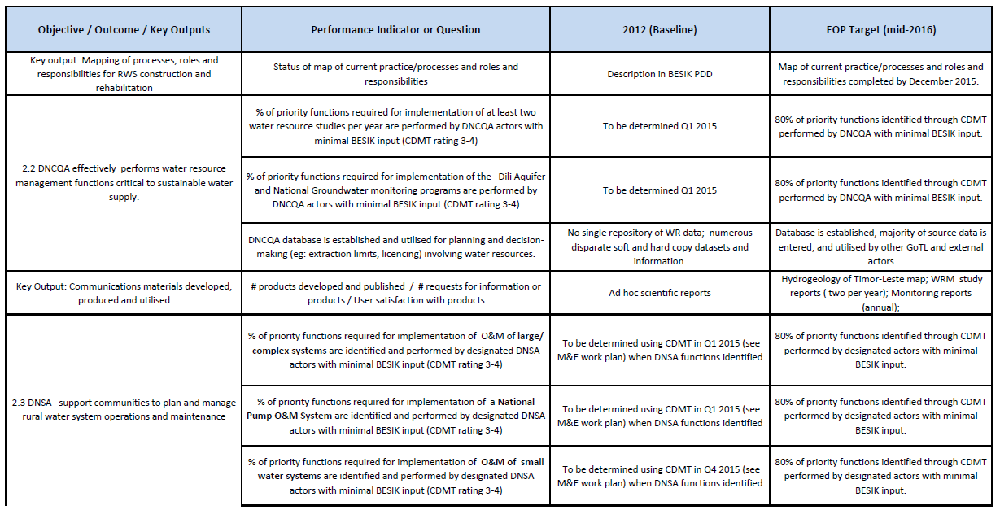 Objective / Outcome / Key Outputs
Performance Indicator or Question
2012 (Baseline)
EOP Target (mid-2016)
Key output: Mapping of processes, roles and
responsibilities for RWS construction and
rehabilitation
Status of map of current practice/processes and roles and
responsibilities
Description in BESIK PDD
Map of current practice/processes and roles and
responsibilities completed by December 2015.
2.2 DNCQA effectively performs water resource
management functions critical to sustainable water
supply.
% of priority functions required for implementation of at least two
water resource studies per year are performed by DNCQA actors with
minimal BESIK input (CDMT rating 3-4)
To be determined Q1 2015
80% of priority functions identified through CDMT
performed by DNCQA with minimal BESIK input.
% of priority functions required for implementation of the Dili Aquifer
and National Groundwater monitoring programs are performed by
DNCQA actors with minimal BESIK input (CDMT rating 3-4)
To be determined Q1 2015
80% of priority functions identified through CDMT
performed by DNCQA with minimal BESIK input.
DNCQA database is established and utilised for planning and decision-
making (eg: extraction limits, licencing) involving water resources.
No single repository of WR data; numerous
disparate soft and hard copy datasets and
information.
Database is established, majority of source data is
entered, and utilised by other GoTL and external
actors
Key Output: Communications materials developed,
produced and utilised
# products developed and published / # requests for information or
products / User satisfaction with products
Ad hoc scientific reports
Hydrogeology of Timor-Leste map; WRM study
reports ( two per year); Monitoring reports
(annual);
2.3 DNSA support communities to plan and manage
rural water system operations and maintenance
% of priority functions required for implementation of O&M of large/
complex systems are identified and performed by designated DNSA
actors with minimal BESIK input (CDMT rating 3-4)
To be determined using CDMT in Q1 2015 (see
M&E work plan) when DNSA functions identified
80% of priority functions identified through CDMT
performed by designated actors with minimal
BESIK input.
% of priority functions required for implementation of a National
Pump O&M System are identified and performed by designated DNSA
actors with minimal BESIK input (CDMT rating 3-4)
To be determined using CDMT in Q1 2015 (see
M&E work plan) when DNSA functions identified
80% of priority functions identified through CDMT
performed by designated actors with minimal
BESIK input.
% of priority functions required for implementation of O&M of small
water systems are identified and performed by designated DNSA
actors with minimal BESIK input (CDMT rating 3-4)
To be determined using CDMT in Q4 2015 (see
M&E work plan) when DNSA functions identified
80% of priority functions identified through CDMT
performed by designated actors with minimal
BESIK input.